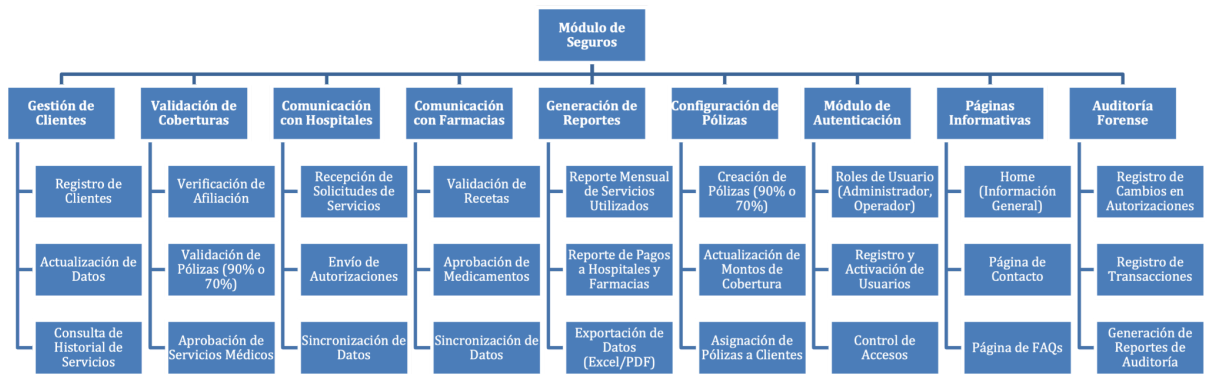 Módulo de
Seguros
Gestión de
Clientes
Registro de
Clientes
Actualización de
Datos
Consulta de
Historial de
Servicios
Validación de
Coberturas
Verificación de
Afiliación
Validación de
Pólizas (90% o
70%)
Aprobación de
Servicios Médicos
Comunicación
con Hospitales
Recepción de
Solicitudes de
Servicios
Envío de
Autorizaciones
Sincronización de
Datos
Comunicación
con Farmacias
Validación de
Recetas
Aprobación de
Medicamentos
Sincronización de
Datos
Generación de
Reportes
Reporte Mensual
de Servicios
Utilizados
Reporte de Pagos
a Hospitales y
Farmacias
Exportación de
Datos
(Excel/PDF)
Configuración de
Pólizas
Creación de
Pólizas (90% o
70%)
Actualización de
Montos de
Cobertura
Asignación de
Pólizas a Clientes
Módulo de
Autenticación
Roles de Usuario
(Administrador,
Operador)
Registro y
Activación de
Usuarios
Control de
Accesos
Páginas
Informativas
Home
(Información
General)
Página de
Contacto
Página de FAQs
Auditoría
Forense
Registro de
Cambios en
Autorizaciones
Registro de
Transacciones
Generación de
Reportes de
Auditoría